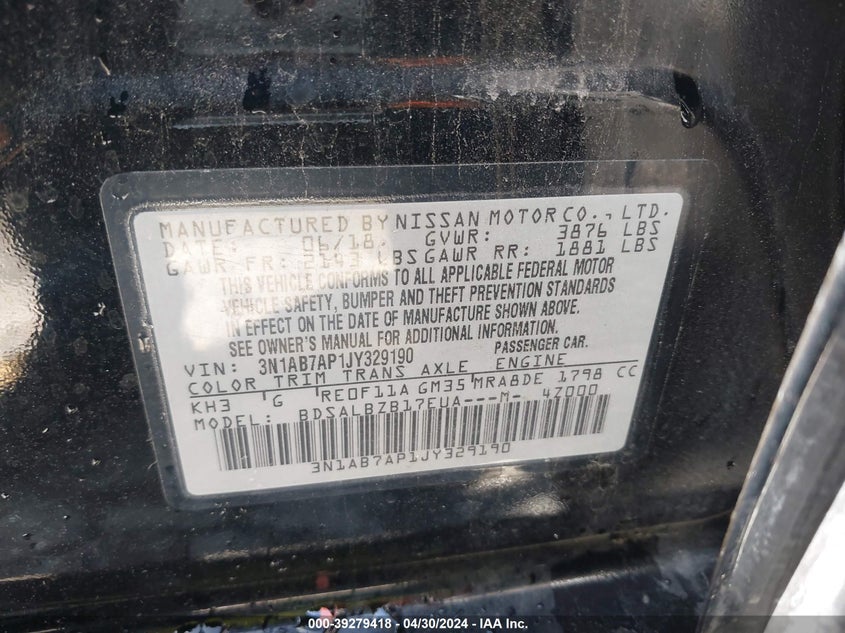 MANUFACTURED BY NISSAN MOTOR CO., LTD.
DATE: 06/18 GVWR: 3876 LBS
GAWR FR: 2193 LBS GAWR RR: 1881 LBS
THIS VEHICLE CONFORMS TO ALL APPLICABLE FEDERAL MOTOR
VEHICLE SAFETY, BUMPER AND THEFT PREVENTION STANDARDS
IN EFFECT ON THE DATE OF MANUFACTURE SHOWN ABOVE.
SEE OWNER'S MANUAL FOR ADDITIONAL INFORMATION.
VIN: 3N1AB7AP1JY329190 PASSENGER CAR.
COLOR TRIM TRANS AXLE ENGINE
KH3 G RE0F11A GM35 MRA8DE 1798 CC
MODEL: BDSALBZB17EUA---M- 4Z000
3N1AB7AP1JY329190
000-39279418 - 04/30/2024 - IAA Inc.